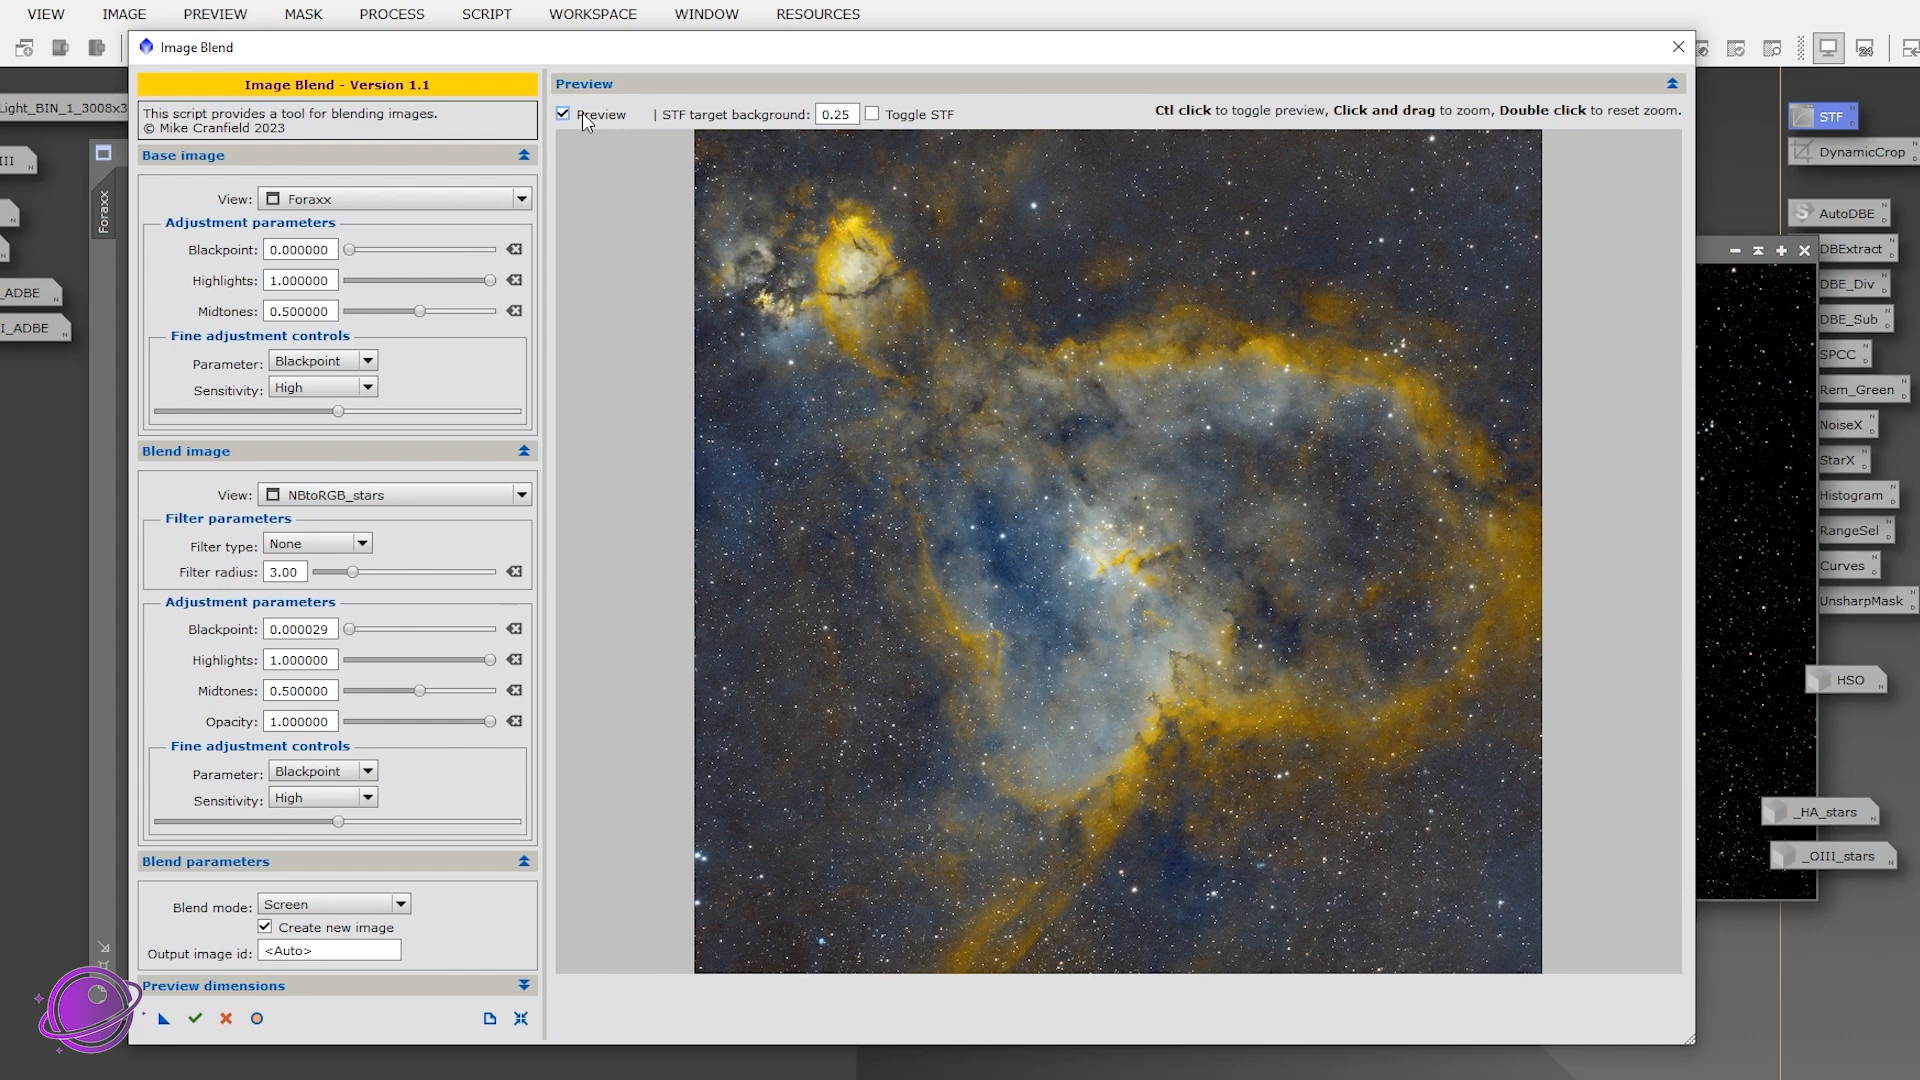 VIEW IMAGE PREVIEW MASK PROCESS SCRIPT WORKSPACE WINDOW RESOURCES
Image Blend
Image Blend - Version 1.1
This script provides a tool for blending images.
© Mike Cranfield 2023
Base image
View: Foraxx
Adjustment parameters
Blackpoint: 0.000000
Highlights: 1.000000
Midtones: 0.500000
Fine adjustment controls
Parameter: Blackpoint
Sensitivity: High
Blend image
View: NBtoRGB_stars
Filter parameters
Filter type: None
Filter radius: 3.00
Adjustment parameters
Blackpoint: 0.000029
Highlights: 1.000000
Midtones: 0.500000
Opacity: 1.000000
Fine adjustment controls
Parameter: Blackpoint
Sensitivity: High
Blend parameters
Blend mode: Screen
Create new image
Output image id: <Auto>
Preview dimensions
Preview
Preview | STF target background: 0.25 Toggle STF
Ctl click to toggle preview, Click and drag to zoom, Double click to reset zoom.
Light_BIN_1_3008x3
III
_ADBE
I_ADBE
Foraxx
24
STF
DynamicCrop
AutoDBE
DBExtract
DBE_Div
DBE_Sub
SPCC
Rem_Green
NoiseX
StarX
Histogram
RangeSel
Curves
UnsharpMask
HSO
_HA_stars
_OIII_stars